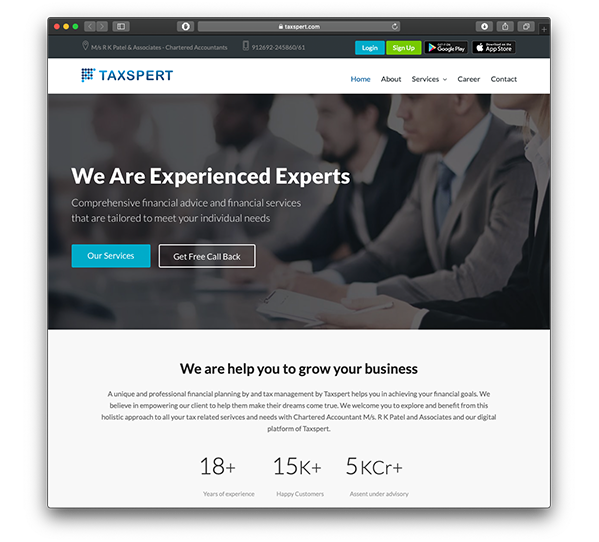 taxspert.com
M/s R K Patel & Associates - Chartered Accountants 912692-245860/61 Login Sign Up GET IT ON Google Play Download on the App Store
TAXSPERT Home About Services Career Contact
We Are Experienced Experts
Comprehensive financial advice and financial services
that are tailored to meet your individual needs
Our Services Get Free Call Back
We are help you to grow your business
A unique and professional financial planning by and tax management by Taxspert helps you in achieving your financial goals. We
believe in empowering our client to help them make their dreams come true. We welcome you to explore and benefit from this
holistic approach to all your tax related serivces and needs with Chartered Accountant M/s. R K Patel and Associates and our digital
platform of Taxspert.
18+ 15K+ 5KCr+
Years of experience Happy Customers Assent under advisory